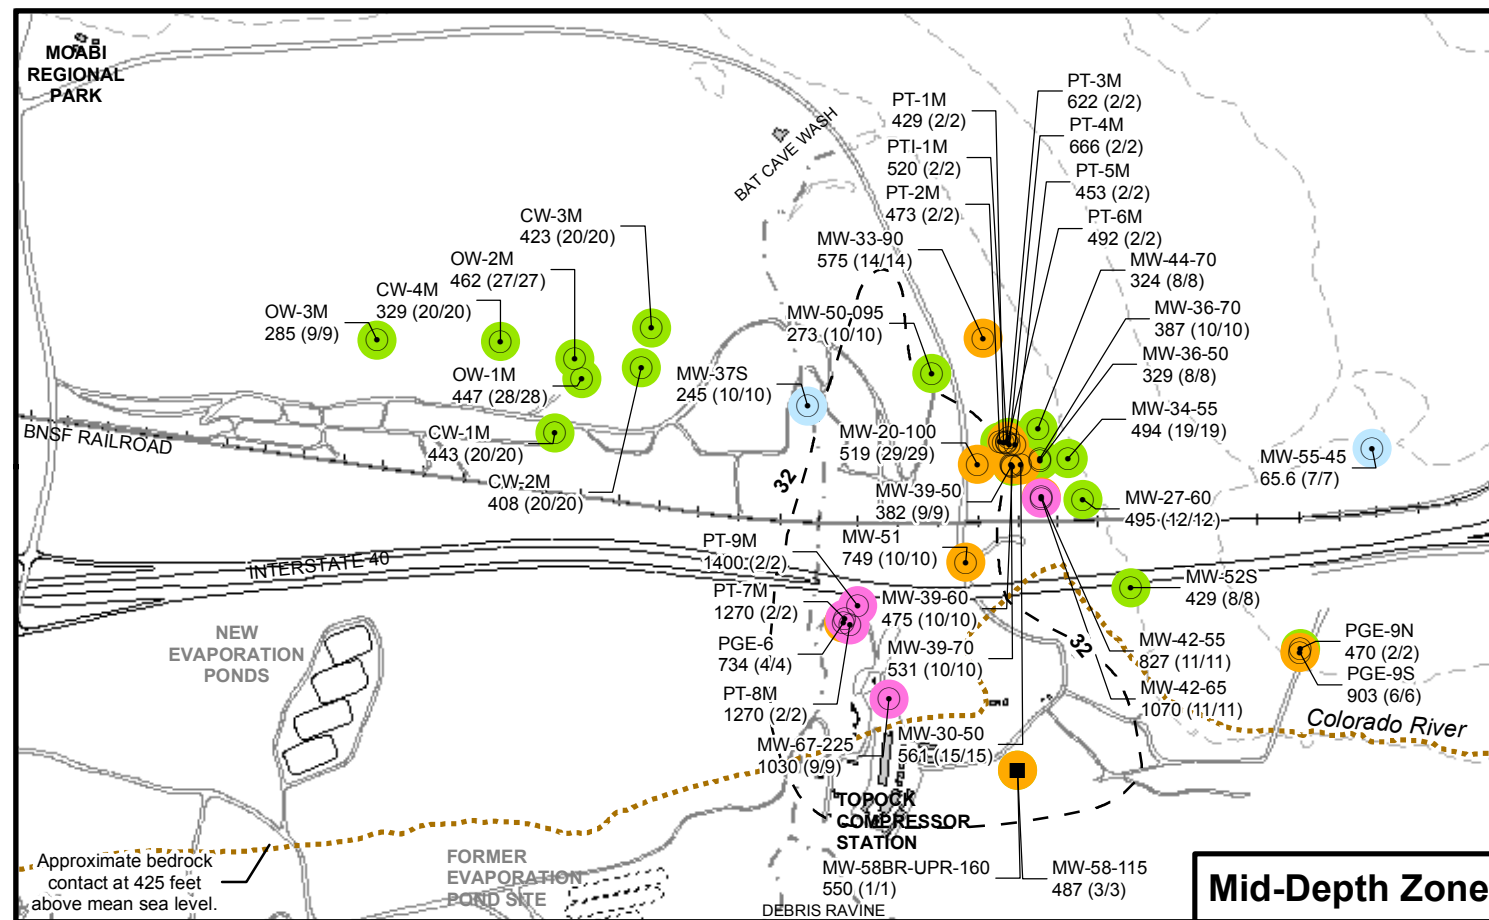 MOABI
REGIONAL
PARK
BAT CAVE WASH
PT-1M
429 (2/2)
PTI-1M
520 (2/2)
PT-2M
473 (2/2)
PT-3M
622 (2/2)
PT-4M
666 (2/2)
PT-5M
453 (2/2)
PT-6M
492 (2/2)
MW-33-90
575 (14/14)
MW-44-70
324 (8/8)
MW-50-095
273 (10/10)
MW-36-70
387 (10/10)
MW-36-50
329 (8/8)
MW-34-55
494 (19/19)
CW-3M
423 (20/20)
OW-2M
462 (27/27)
CW-4M
329 (20/20)
OW-3M
285 (9/9)
OW-1M
447 (28/28)
MW-37S
245 (10/10)
CW-1M
443 (20/20)
CW-2M
408 (20/20)
BNSF RAILROAD
MW-20-100
519 (29/29)
32
MW-39-50
382 (9/9)
MW-55-45
65.6 (7/7)
MW-27-60
495 (12/12)
MW-51
749 (10/10)
PT-9M
1400 (2/2)
INTERSTATE 40
PT-7M
1270 (2/2)
MW-39-60
475 (10/10)
MW-52S
429 (8/8)
PGE-6
734 (4/4)
MW-39-70
531 (10/10)
32
MW-42-55
827 (11/11)
PGE-9N
470 (2/2)
PGE-9S
903 (6/6)
NEW
EVAPORATION
PONDS
PT-8M
1270 (2/2)
MW-42-65
1070 (11/11)
Colorado River
MW-67-225
1030 (9/9)
MW-30-50
561 (15/15)
TOPOCK
COMPRESSOR
STATION
MW-58BR-UPR-160
550 (1/1)
MW-58-115
487 (3/3)
Approximate bedrock
contact at 425 feet
above mean sea level.
FORMER
EVAPORATION
POND SITE
DEBRIS RAVINE
Mid-Depth Zone